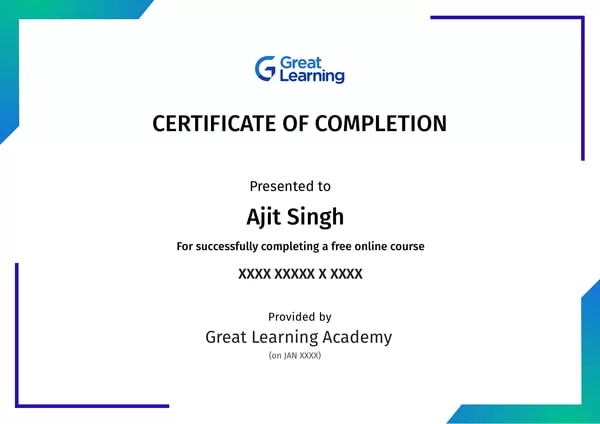 Great
Learning
CERTIFICATE OF COMPLETION
Presented to
Ajit Singh
For successfully completing a free online course
XXXX XXXXX X XXXX
Provided by
Great Learning Academy
(on JAN XXXX)